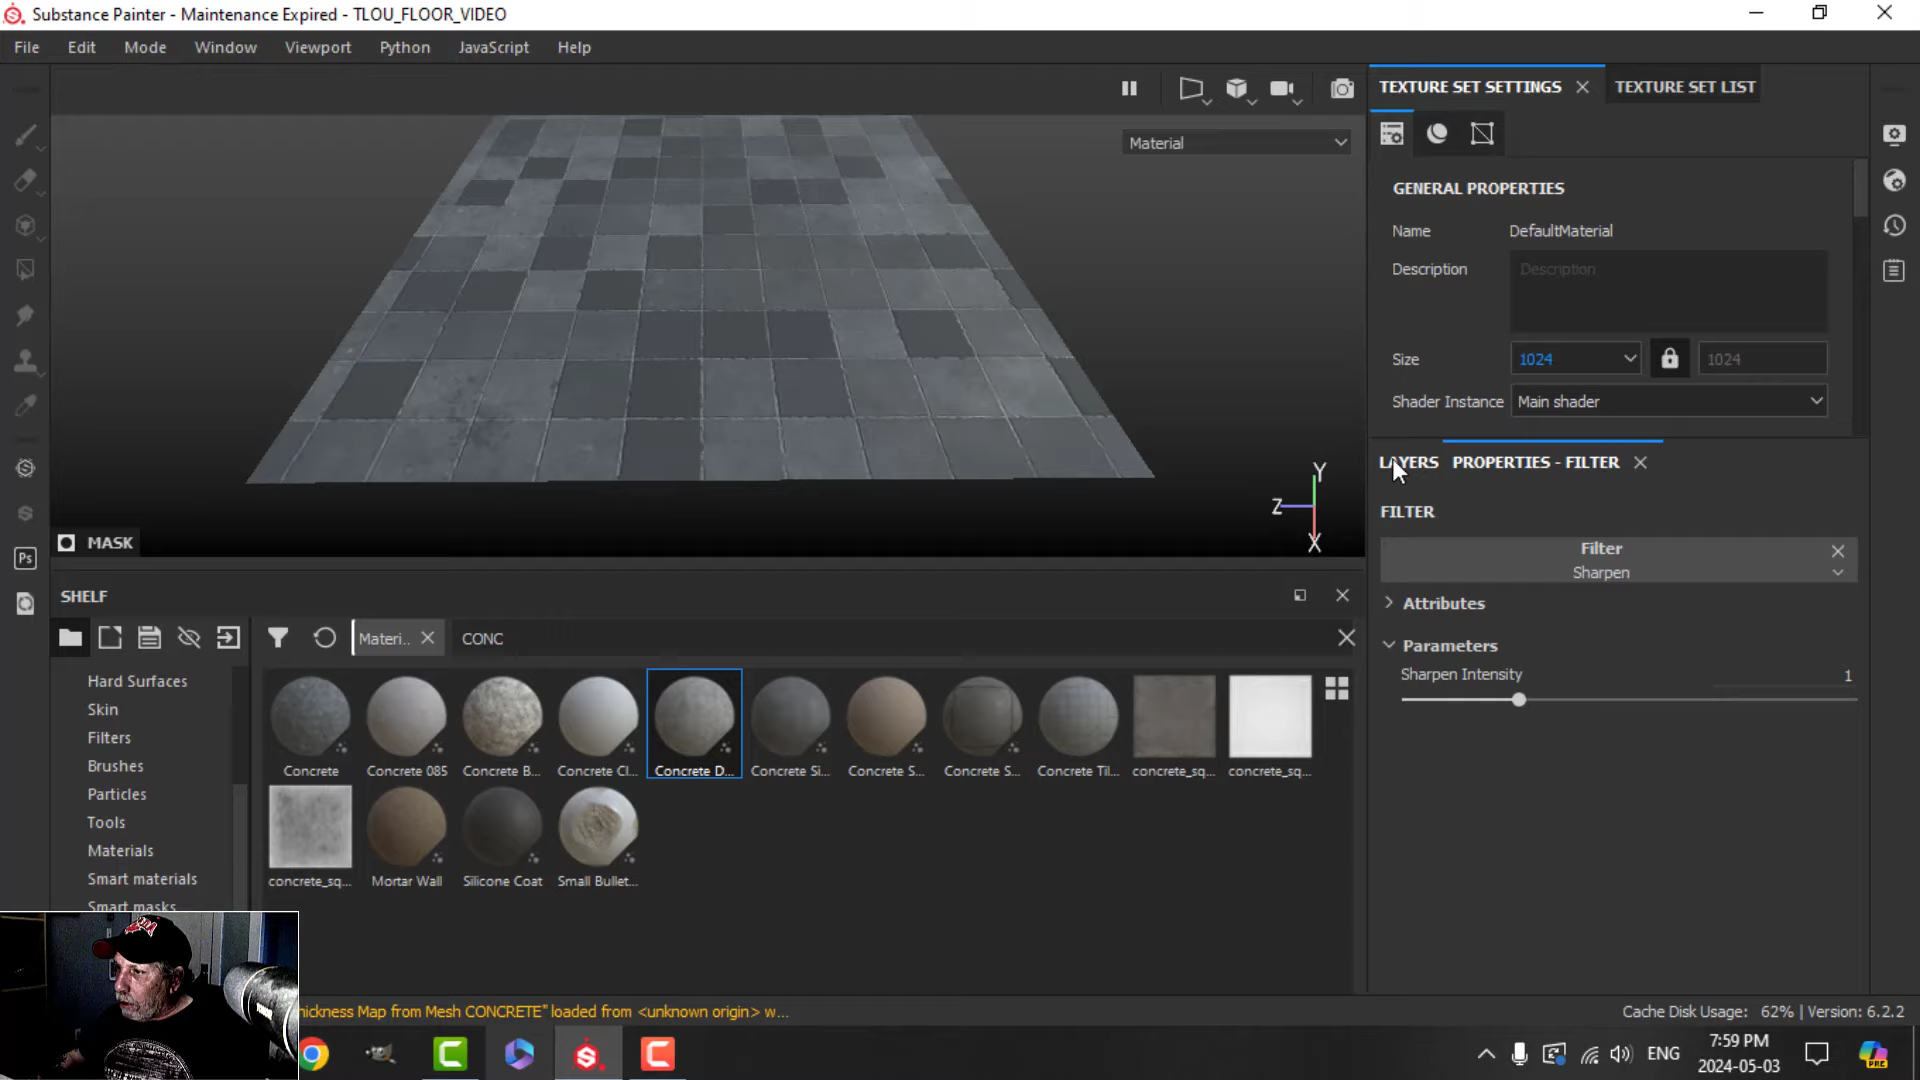 Substance Painter - Maintenance Expired - TLOU_FLOOR_VIDEO
File Edit Mode Window Viewport Python JavaScript Help
TEXTURE SET SETTINGS TEXTURE SET LIST
Material
GENERAL PROPERTIES
Name DefaultMaterial
Description Description
Size 1024 1024
Shader Instance Main shader
LAYERS PROPERTIES - FILTER
Y
Z
X
MASK
FILTER
Filter
Sharpen
Attributes
Parameters
Sharpen Intensity 1
SHELF
Materi.. CONC
Hard Surfaces
Skin
Filters
Brushes
Particles
Tools
Materials
Smart materials
Smart masks
Concrete Concrete 085 Concrete B... Concrete Cl... Concrete D... Concrete Si... Concrete S... Concrete S... Concrete Til... concrete_sq... concrete_sq...
concrete_sq... Mortar Wall Silicone Coat Small Bullet...
Ps
hickness Map from Mesh CONCRETE" loaded from <unknown origin> w...
Cache Disk Usage: 62% | Version: 6.2.2
ENG
7:59 PM
2024-05-03
PRE